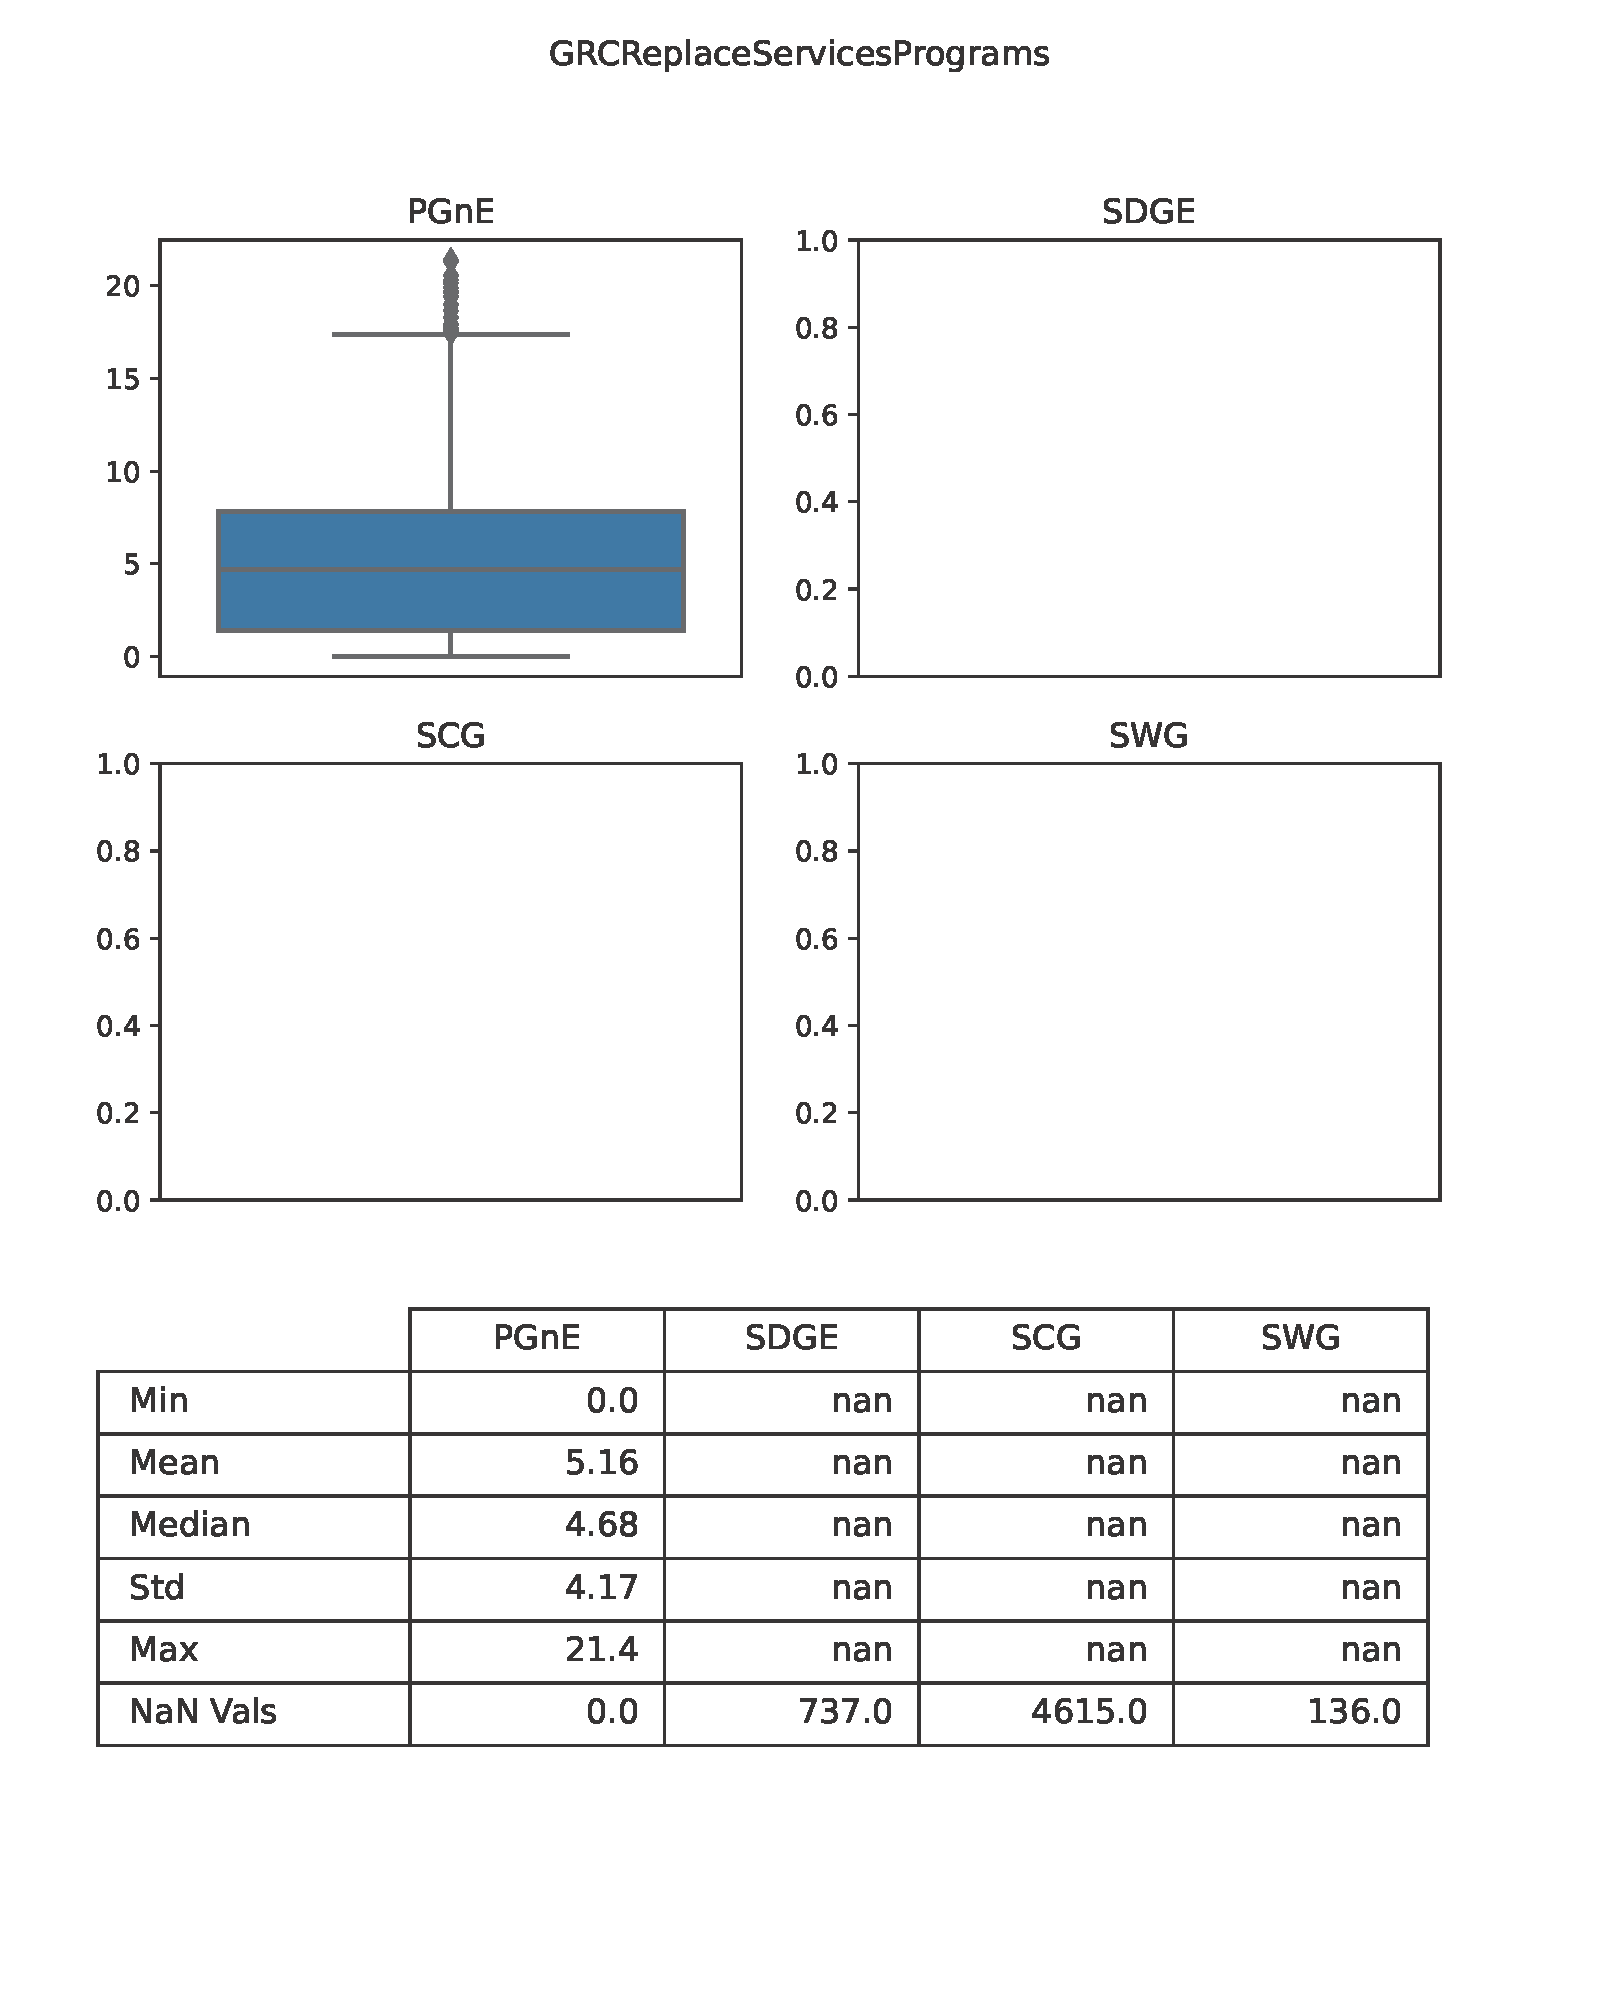 GRCReplaceServicesPrograms
PGnE
20
15
10
5
0
SDGE
1.0
0.8
0.6
0.4
0.2
0.0
SCG
1.0
0.8
0.6
0.4
0.2
0.0
SWG
1.0
0.8
0.6
0.4
0.2
0.0
PGnE SDGE SCG SWG
Min 0.0 nan nan nan
Mean 5.16 nan nan nan
Median 4.68 nan nan nan
Std 4.17 nan nan nan
Max 21.4 nan nan nan
NaN Vals 0.0 737.0 4615.0 136.0